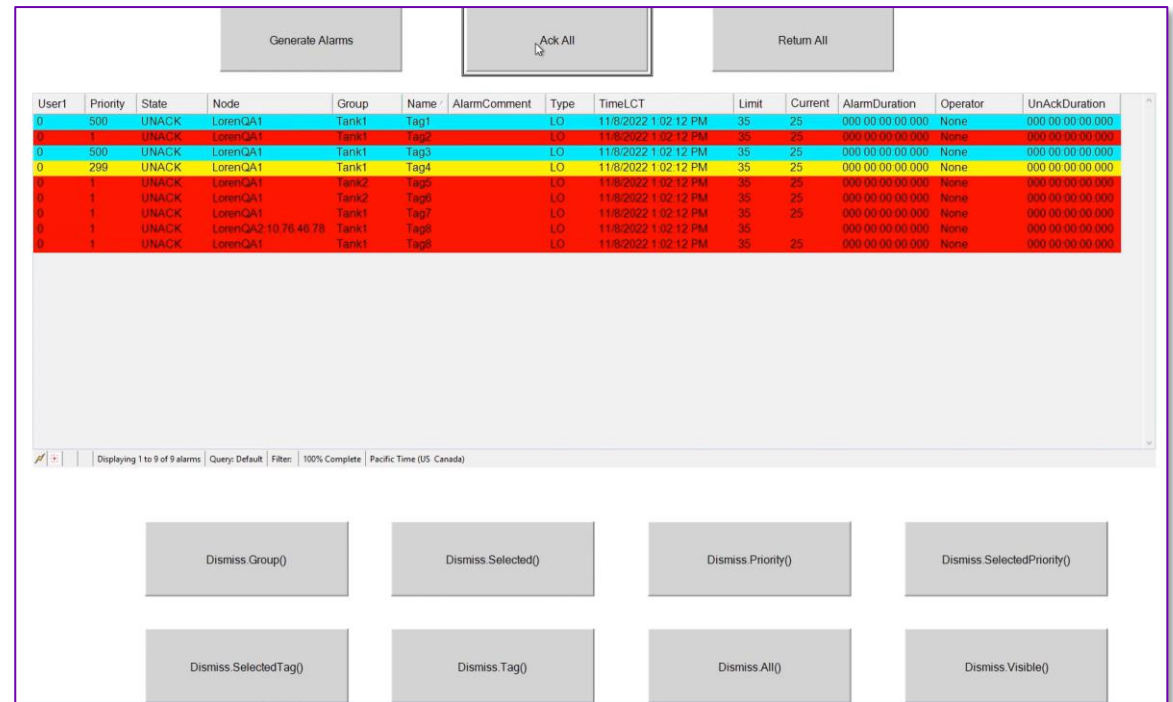 Generate Alarms Ack All Return All
User1 Priority State Node Group Name AlarmComment Type TimeLCT Limit Current AlarmDuration Operator UnAckDuration
0 500 UNACK LorenQA1 Tank1 Tag1 LO 11/8/2022 1:02:12 PM 35 25 000 00:00:00.000 None 000 00:00:00.000
0 1 UNACK LorenQA1 Tank1 Tag2 LO 11/8/2022 1:02:12 PM 35 25 000 00:00:00.000 None 000 00:00:00.000
0 500 UNACK LorenQA1 Tank1 Tag3 LO 11/8/2022 1:02:12 PM 35 25 000 00:00:00.000 None 000 00:00:00.000
0 299 UNACK LorenQA1 Tank1 Tag4 LO 11/8/2022 1:02:12 PM 35 25 000 00:00:00.000 None 000 00:00:00.000
0 1 UNACK LorenQA1 Tank2 Tag5 LO 11/8/2022 1:02:12 PM 35 25 000 00:00:00.000 None 000 00:00:00.000
0 1 UNACK LorenQA1 Tank2 Tag6 LO 11/8/2022 1:02:12 PM 35 25 000 00:00:00.000 None 000 00:00:00.000
0 1 UNACK LorenQA1 Tank1 Tag7 LO 11/8/2022 1:02:12 PM 35 25 000 00:00:00.000 None 000 00:00:00.000
0 1 UNACK LorenQA2:10.76.46.78 Tank1 Tag8 LO 11/8/2022 1:02:12 PM 35 000 00:00:00.000 None 000 00:00:00.000
0 1 UNACK LorenQA1 Tank1 Tag8 LO 11/8/2022 1:02:12 PM 35 25 000 00:00:00.000 None 000 00:00:00.000
Displaying 1 to 9 of 9 alarms Query: Default Filter: 100% Complete Pacific Time (US Canada)
Dismiss.Group() Dismiss.Selected() Dismiss.Priority() Dismiss.SelectedPriority()
Dismiss.SelectedTag() Dismiss.Tag() Dismiss.All() Dismiss.Visible()